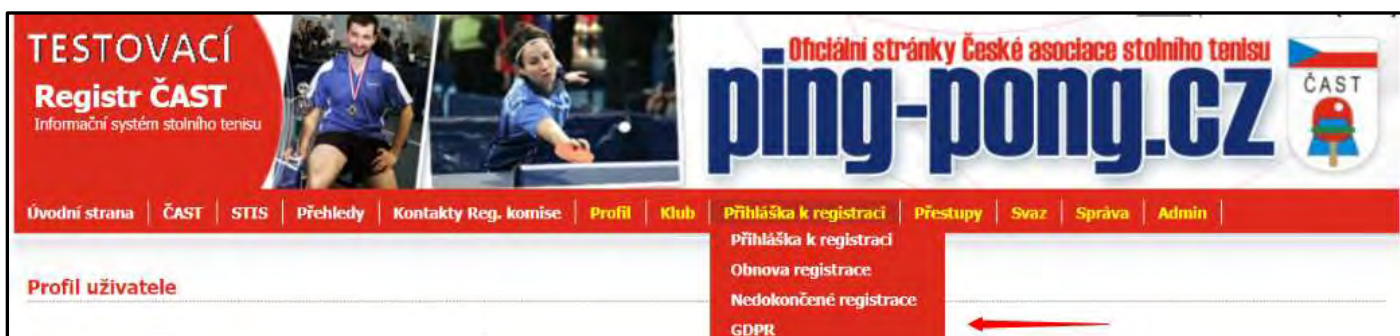 TESTOVACÍ
Registr ČAST
Informační systém stolního tenisu
Oficiální stránky České asociace stolního tenisu
ping-pong.cz
ČAST
Úvodní strana | ČAST | STIS | Přehledy | Kontakty Reg. komise | Profil | Klub | Přihláška k registraci | Přestupy | Svaz | Správa | Admin |
Přihláška k registraci
Obnova registrace
Nedokončené registrace
GDPR
Profil uživatele